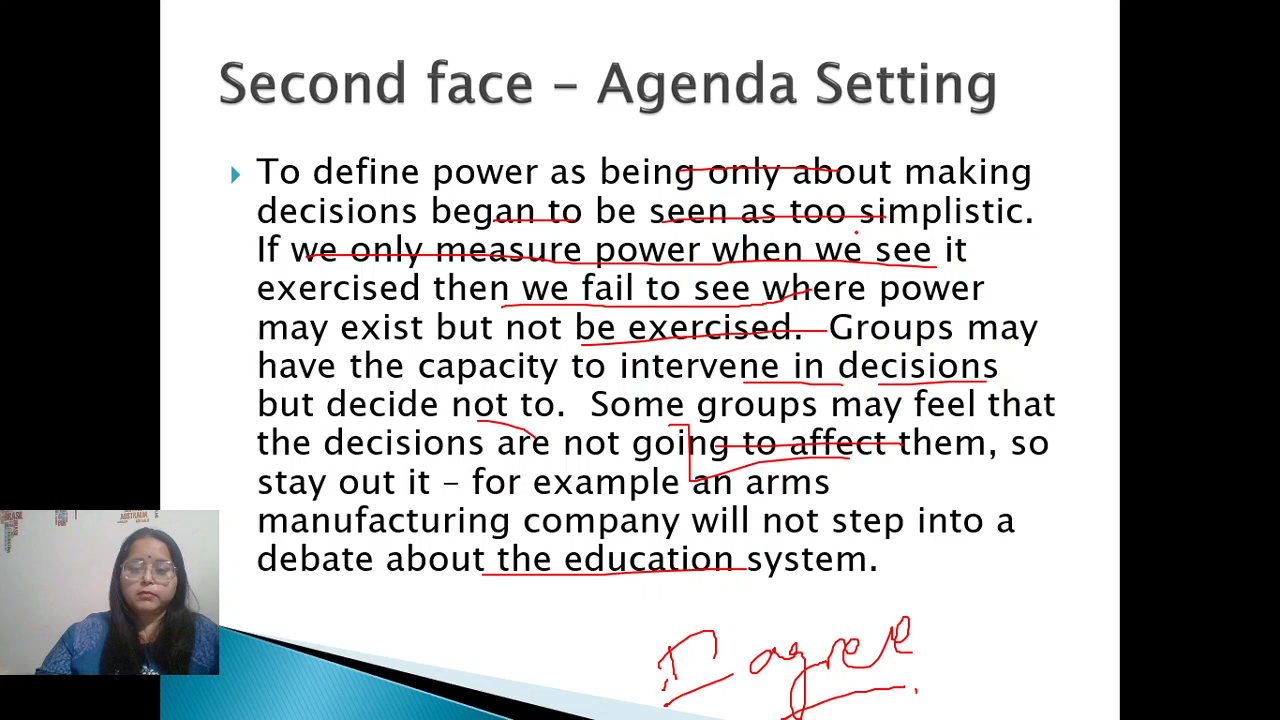 Second face - Agenda Setting
To define power as being only about making
decisions began to be seen as too simplistic.
If we only measure power when we see it
exercised then we fail to see where power
may exist but not be exercised. Groups may
have the capacity to intervene in decisions
but decide not to. Some groups may feel that
the decisions are not going to affect them, so
stay out it – for example an arms
manufacturing company will not step into a
debate about the education system.
I agree